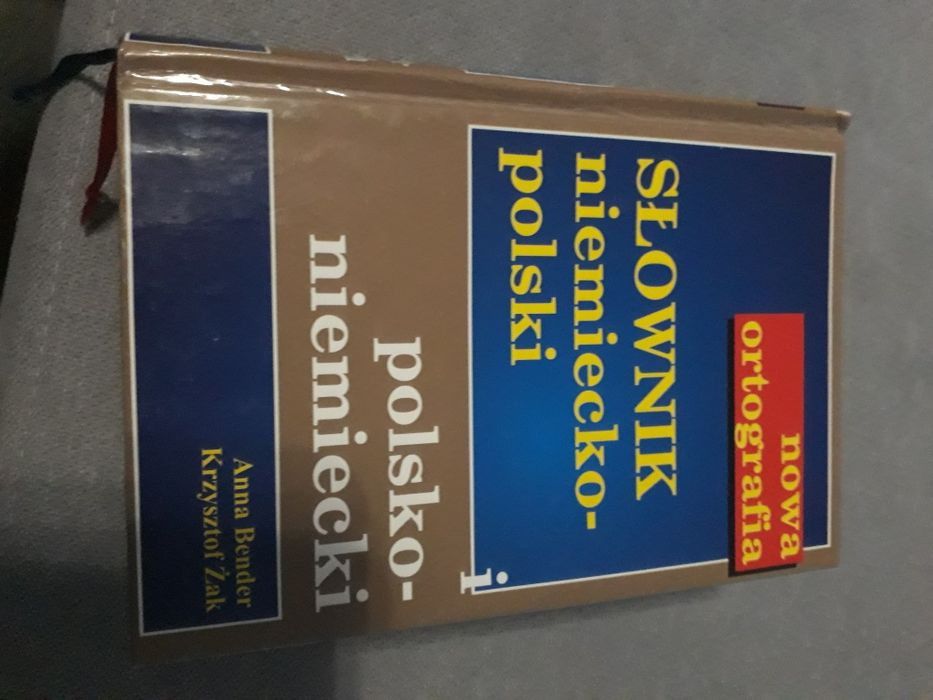 nowa
ortografia
SŁOWNIK
niemiecko-
polski
i
polsko-
niemiecki
Anna Bender
Krzysztof Żak